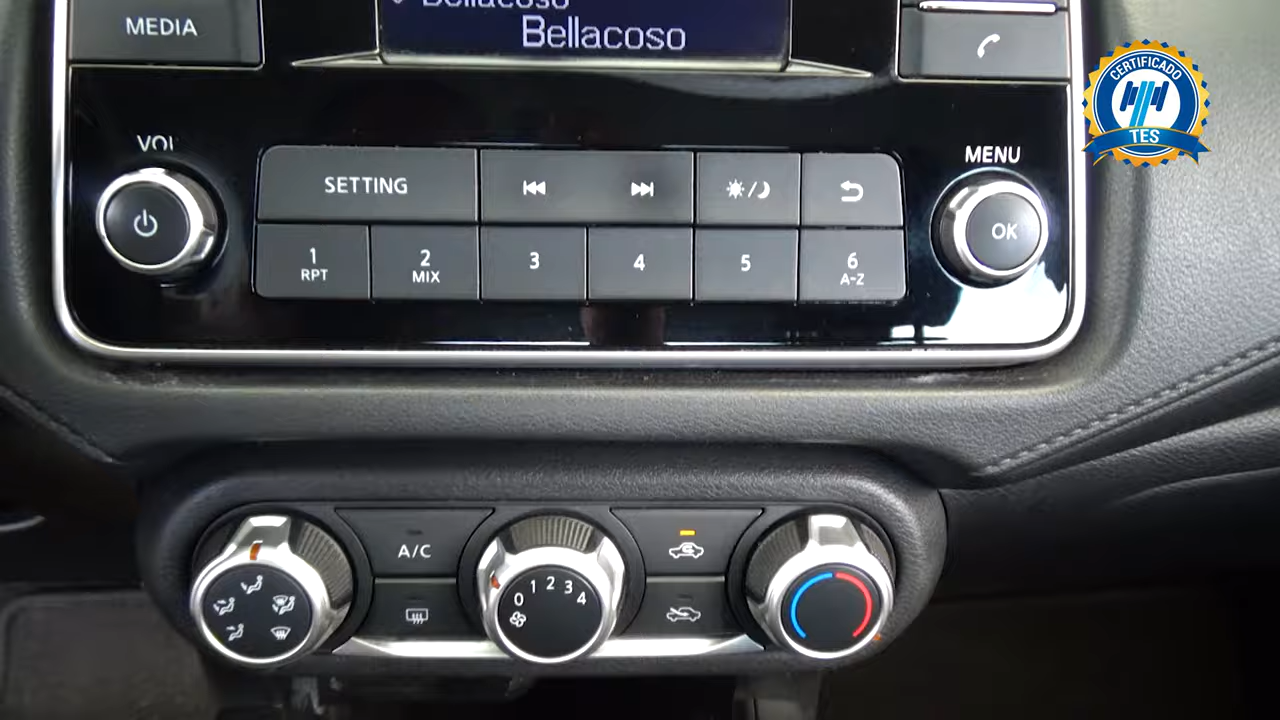 Bellacoso
MEDIA
Bellacoso
CERTIFICADO
TES
VOL
MENU
SETTING
OK
1
RPT
2
MIX
3
4
5
6
A-Z
A/C
0 1 2 3 4